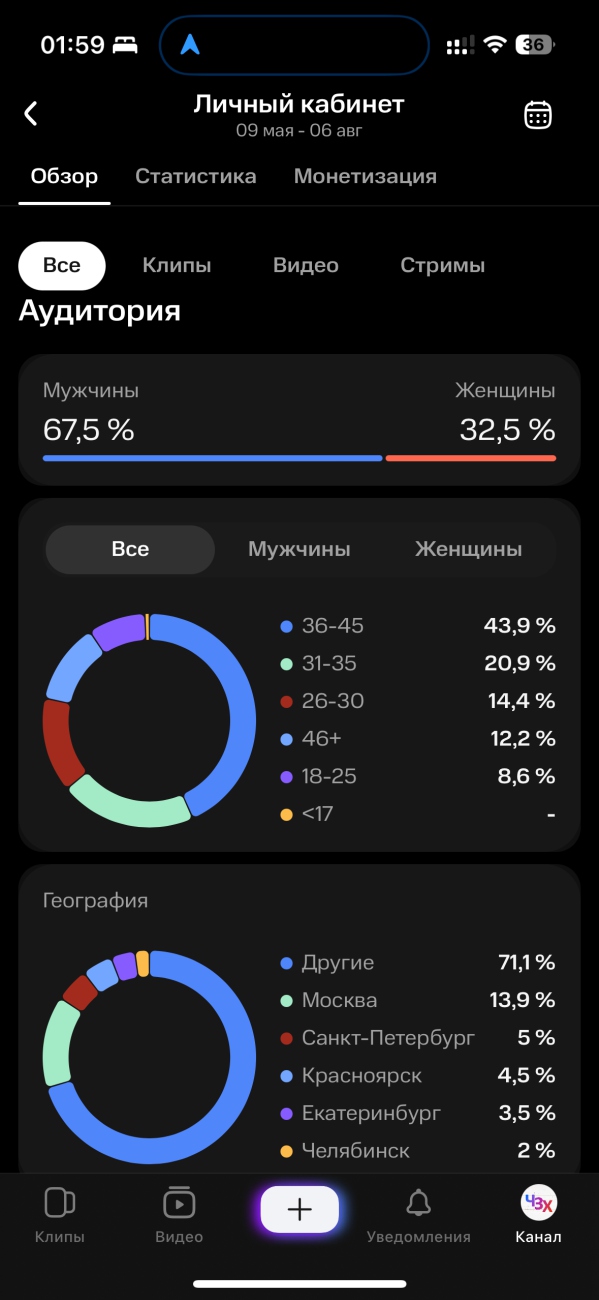 01:59
36
Личный кабинет
09 мая - 06 авг
Обзор Статистика Монетизация
Все Клипы Видео Стримы
Аудитория
Мужчины Женщины
67,5 % 32,5 %
Все Мужчины Женщины
36-45 43,9 %
31-35 20,9 %
26-30 14,4 %
46+ 12,2 %
18-25 8,6 %
<17 -
География
Другие 71,1 %
Москва 13,9 %
Санкт-Петербург 5 %
Красноярск 4,5 %
Екатеринбург 3,5 %
Челябинск 2 %
ЧЗХ
Клипы Видео Уведомления Канал